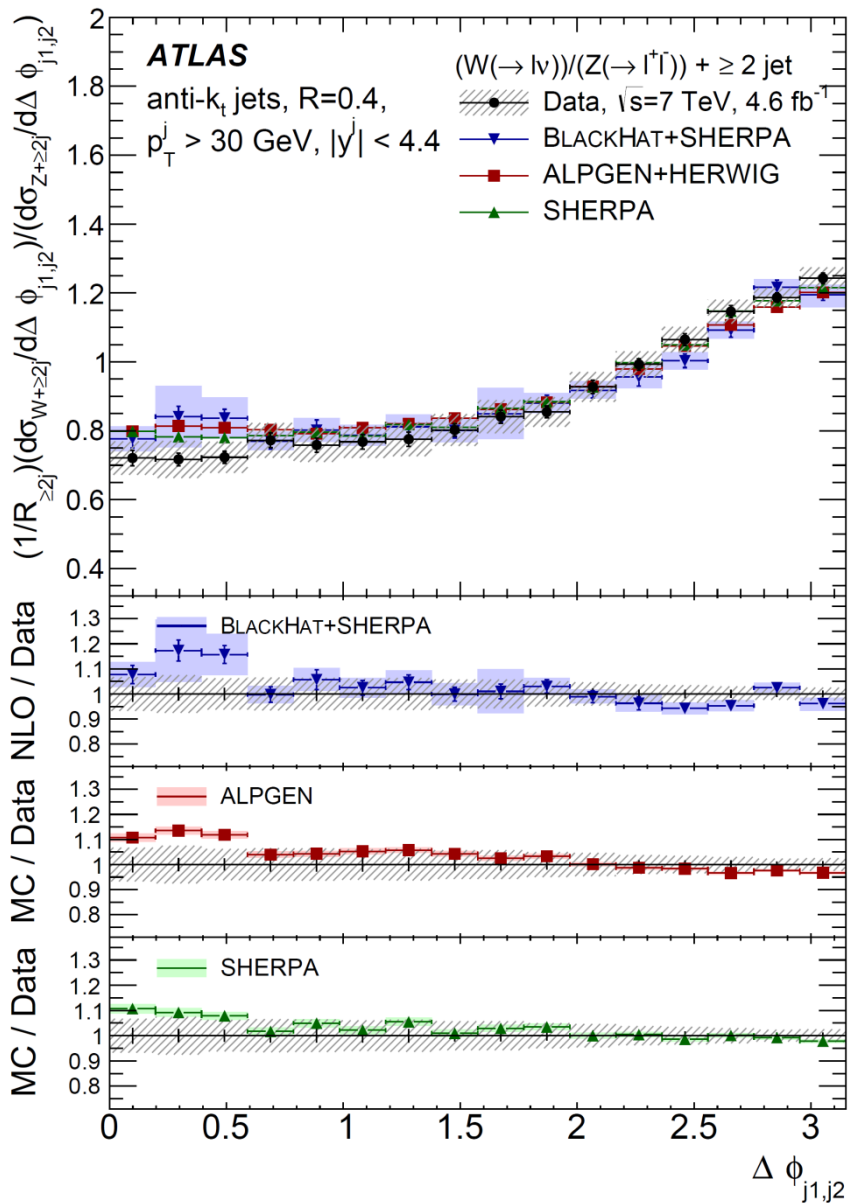 (1/R≥2j)(dσW+≥2j/dΔ ϕj1,j2)/(dσZ+≥2j/dΔ ϕj1,j2)
2
1.8
1.6
1.4
1.2
1
0.8
0.6
0.4
ATLAS
anti-kt jets, R=0.4,
pTj > 30 GeV, |yj| < 4.4
(W(→ lν))/(Z(→ l+l-)) + ≥ 2 jet
Data, √s=7 TeV, 4.6 fb-1
BLACKHAT+SHERPA
ALPGEN+HERWIG
SHERPA
NLO / Data
1.3
1.2
1.1
1
0.9
0.8
BLACKHAT+SHERPA
MC / Data
1.3
1.2
1.1
1
0.9
0.8
ALPGEN
MC / Data
1.3
1.2
1.1
1
0.9
0.8
SHERPA
0 0.5 1 1.5 2 2.5 3
Δ ϕj1,j2